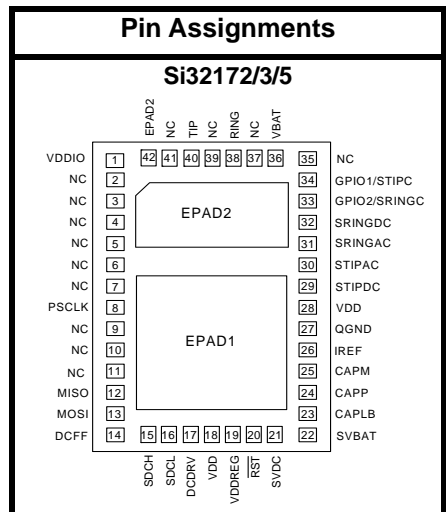 Pin Assignments
Si32172/3/5
EPAD2 NC TIP NC RING NC VBAT
42 41 40 39 38 37 36
VDDIO 1 35 NC
NC 2 34 GPIO1/STIPC
NC 3 33 GPIO2/SRINGC
NC 4 32 SRINGDC
NC 5 31 SRINGAC
NC 6 30 STIPAC
NC 7 29 STIPDC
PSCLK 8 28 VDD
NC 9 27 QGND
NC 10 26 IREF
NC 11 25 CAPM
MISO 12 24 CAPP
MOSI 13 23 CAPLB
DCFF 14 22 SVBAT
EPAD2
EPAD1
15 16 17 18 19 20 21
SDCH SDCL DCDRV VDD VDDREG RST SVDC